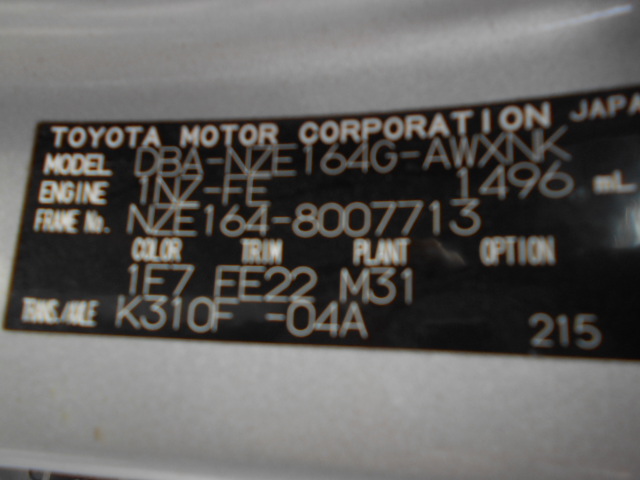 TOYOTA MOTOR CORPORATION JAPA
MODEL DBA-NZE164G-AWXNK
ENGINE 1NZ-FE 1496 mL
FRAME No. NZE164-8007713
COLOR TRIM PLANT OPTION
1E7 FE22 M31
TRANS./AXLE K310F -04A
215